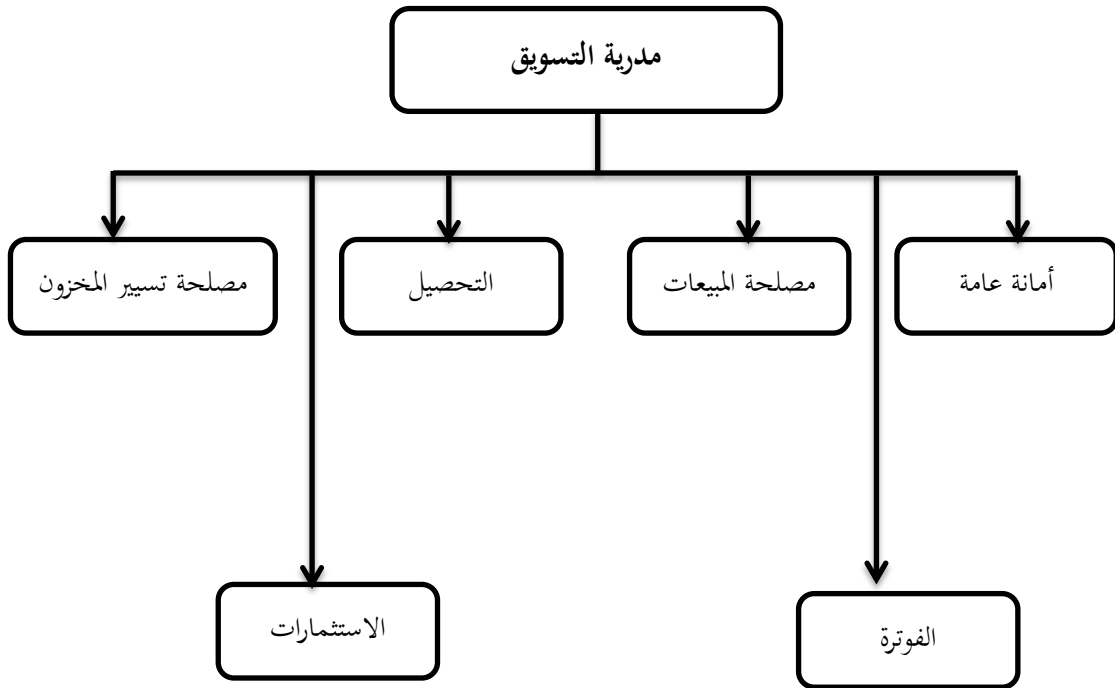 مدرية التسويق
أمانة عامة
مصلحة المبيعات
التحصيل
مصلحة تسيير المخزون
الفوترة
الاستثمارات